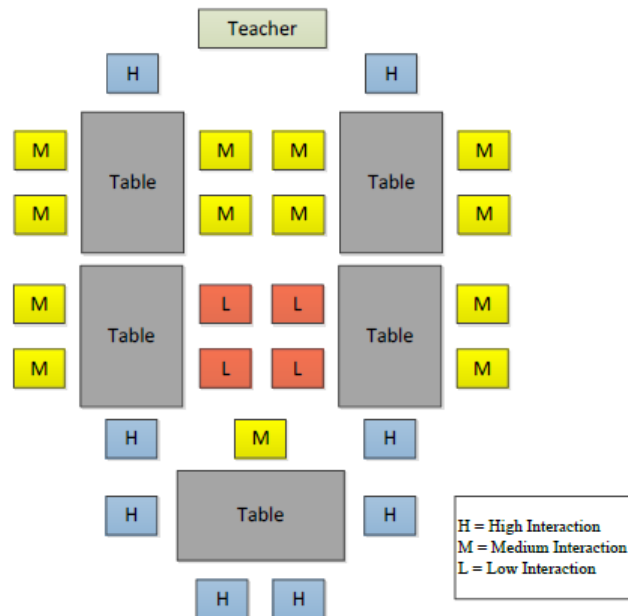 Teacher
H H
M M M M
Table Table
M M M M
M L L M
Table Table
M L L M
H M H
H Table H
H H
H = High Interaction
M = Medium Interaction
L = Low Interaction